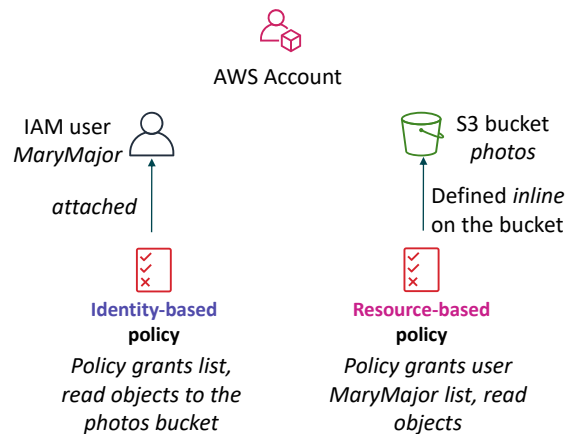 AWS Account
IAM user
MaryMajor
S3 bucket
photos
attached
Defined inline
on the bucket
Identity-based
policy
Policy grants list,
read objects to the
photos bucket
Resource-based
policy
Policy grants user
MaryMajor list, read
objects